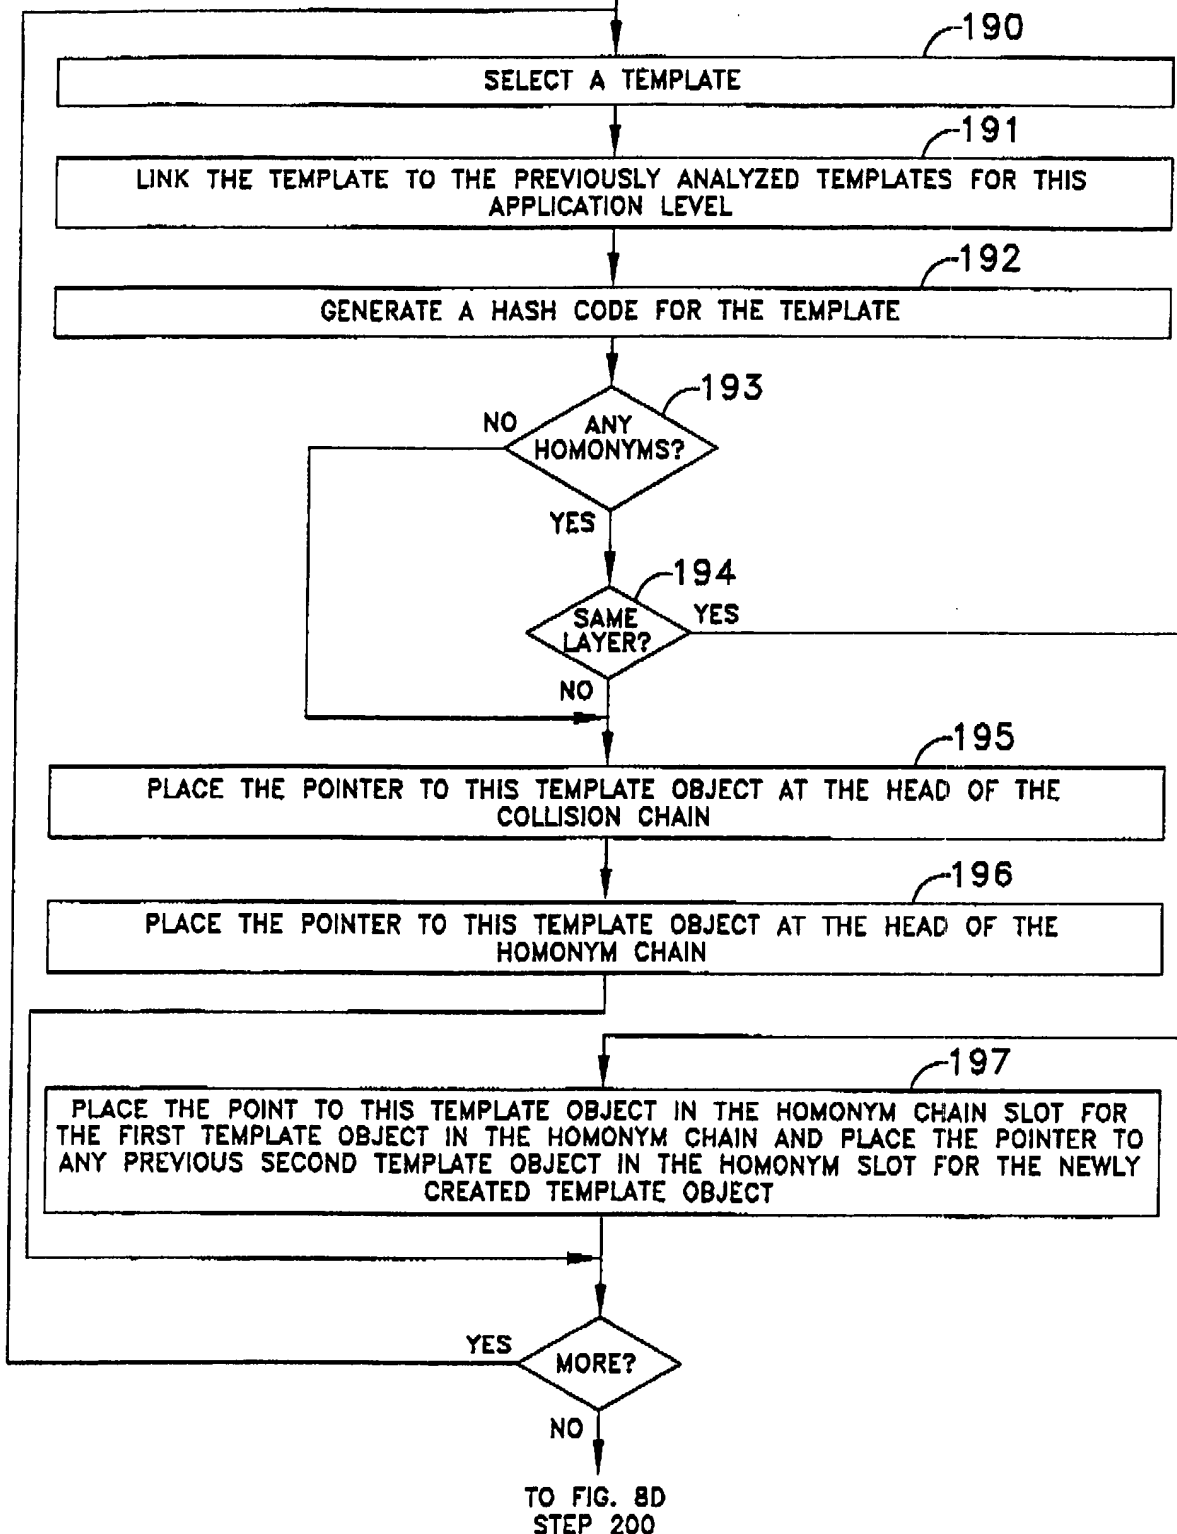 190
SELECT A TEMPLATE
191
LINK THE TEMPLATE TO THE PREVIOUSLY ANALYZED TEMPLATES FOR THIS
APPLICATION LEVEL
192
GENERATE A HASH CODE FOR THE TEMPLATE
193
NO
ANY
HOMONYMS?
YES
194
SAME
LAYER?
YES
NO
195
PLACE THE POINTER TO THIS TEMPLATE OBJECT AT THE HEAD OF THE
COLLISION CHAIN
196
PLACE THE POINTER TO THIS TEMPLATE OBJECT AT THE HEAD OF THE
HOMONYM CHAIN
197
PLACE THE POINT TO THIS TEMPLATE OBJECT IN THE HOMONYM CHAIN SLOT FOR
THE FIRST TEMPLATE OBJECT IN THE HOMONYM CHAIN AND PLACE THE POINTER TO
ANY PREVIOUS SECOND TEMPLATE OBJECT IN THE HOMONYM SLOT FOR THE NEWLY
CREATED TEMPLATE OBJECT
YES
MORE?
NO
TO FIG. 8D
STEP 200